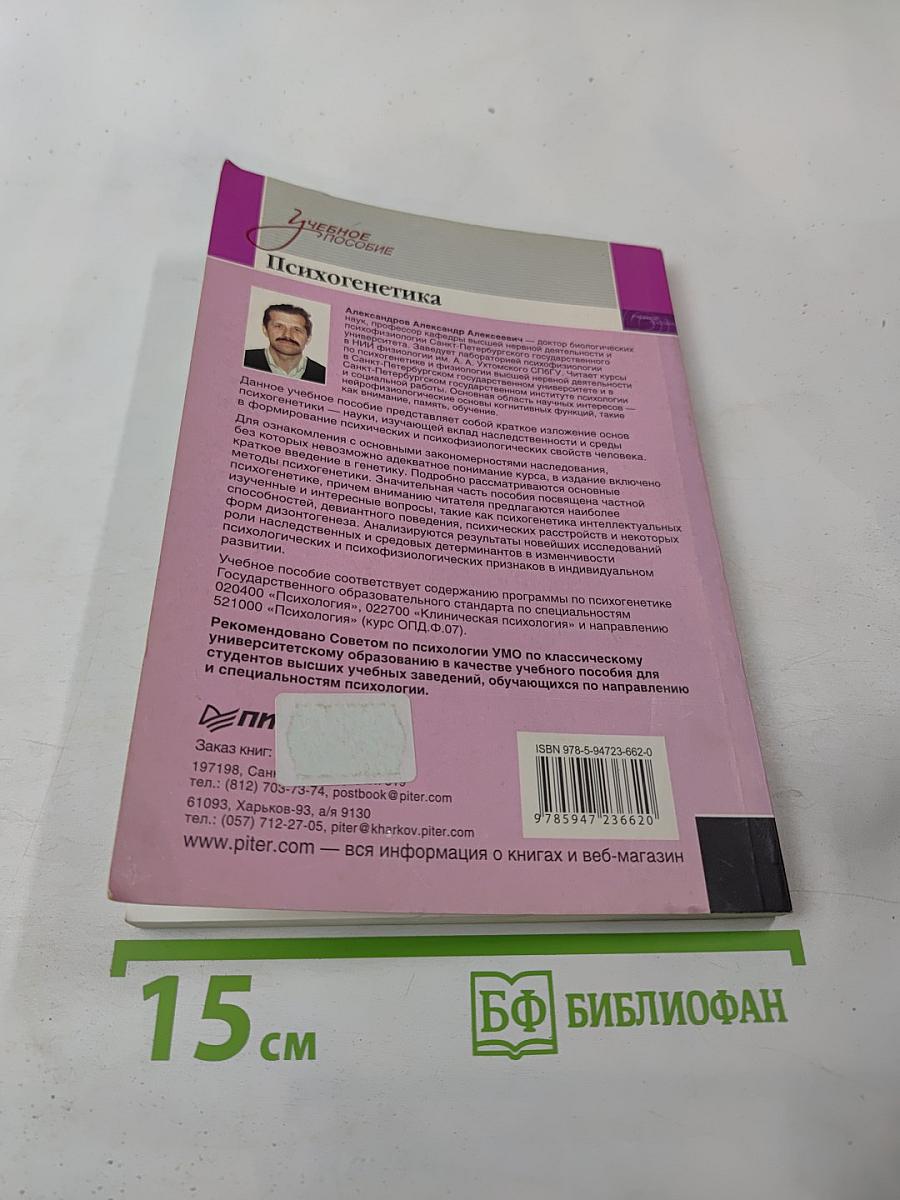 Учебное
пособие
Психогенетика
Александров Александр Алексеевич — доктор биологических
наук, профессор кафедры высшей нервной деятельности и
психофизиологии Санкт-Петербургского государственного
университета. Заведует лабораторией психофизиологии
в НИИ физиологии им. А. А. Ухтомского СПбГУ. Читает курсы
по психогенетике и физиологии высшей нервной деятельности
в Санкт-Петербургском государственном университете и в
Санкт-Петербургском государственном институте психологии
и социальной работы. Основная область научных интересов —
нейрофизиологические основы когнитивных функций, такие
как внимание, память, обучение.
Данное учебное пособие представляет собой краткое изложение основ
психогенетики — науки, изучающей вклад наследственности и среды
в формирование психических и психофизиологических свойств человека.
Для ознакомления с основными закономерностями наследования,
без которых невозможно адекватное понимание курса, в издание включено
краткое введение в генетику. Подробно рассматриваются основные
методы психогенетики. Значительная часть пособия посвящена частной
психогенетике, причем вниманию читателя предлагаются наиболее
изученные и интересные вопросы, такие как психогенетика интеллектуальных
способностей, девиантного поведения, психических расстройств и некоторых
форм дизонтогенеза. Анализируются результаты новейших исследований
роли наследственных и средовых детерминантов в изменчивости
психологических и психофизиологических признаков в индивидуальном
развитии.
Учебное пособие соответствует содержанию программы по психогенетике
Государственного образовательного стандарта по специальностям
020400 «Психология», 022700 «Клиническая психология» и направлению
521000 «Психология» (курс ОПД.Ф.07).
Рекомендовано Советом по психологии УМО по классическому
университетскому образованию в качестве учебного пособия для
студентов высших учебных заведений, обучающихся по направлению
и специальностям психологии.
ПИ
Заказ книг:
197198, Санк
тел.: (812) 703-73-74, postbook@piter.com
61093, Харьков-93, а/я 9130
тел.: (057) 712-27-05, piter@kharkov.piter.com
www.piter.com — вся информация о книгах и веб-магазин
ISBN 978-5-94723-662-0
9 785947 236620
15 см
БФ БИБЛИОФАН